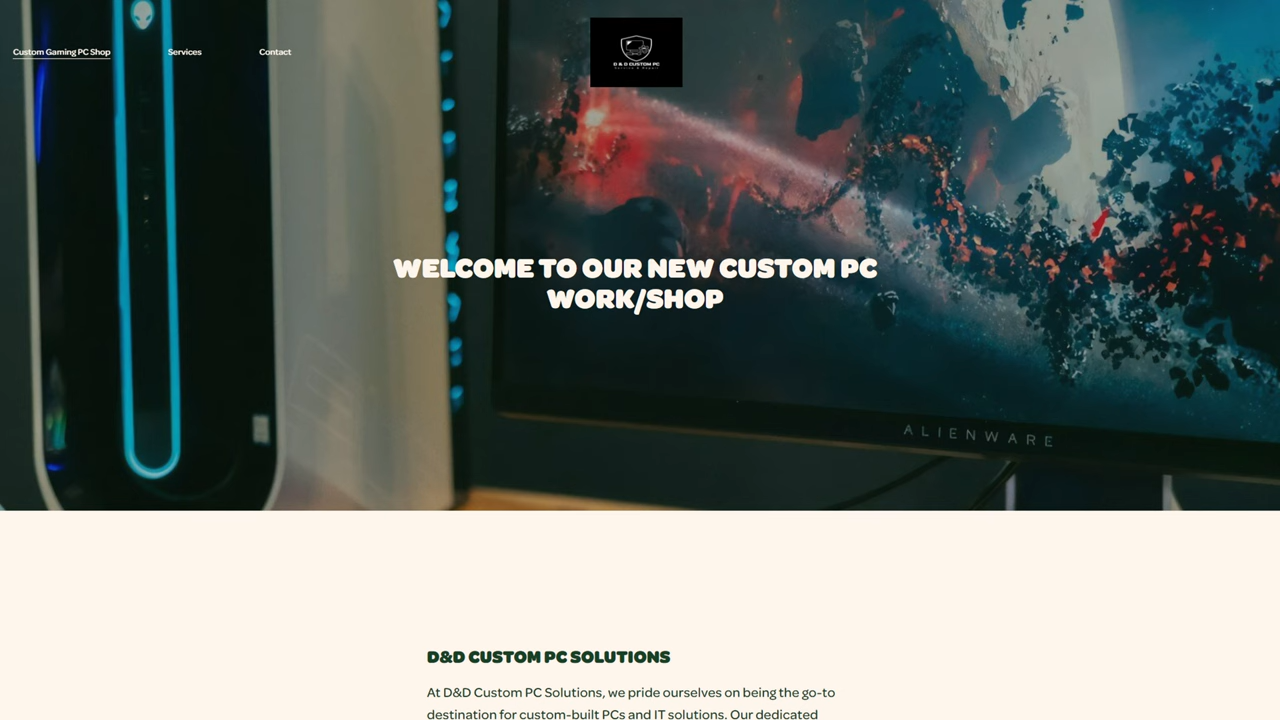 Custom Gaming PC Shop
Services
Contact
D & D CUSTOM PC
WELCOME TO OUR NEW CUSTOM PC
WORK/SHOP
ALIENWARE
D&D CUSTOM PC SOLUTIONS
At D&D Custom PC Solutions, we pride ourselves on being the go-to
destination for custom-built PCs and IT solutions. Our dedicated